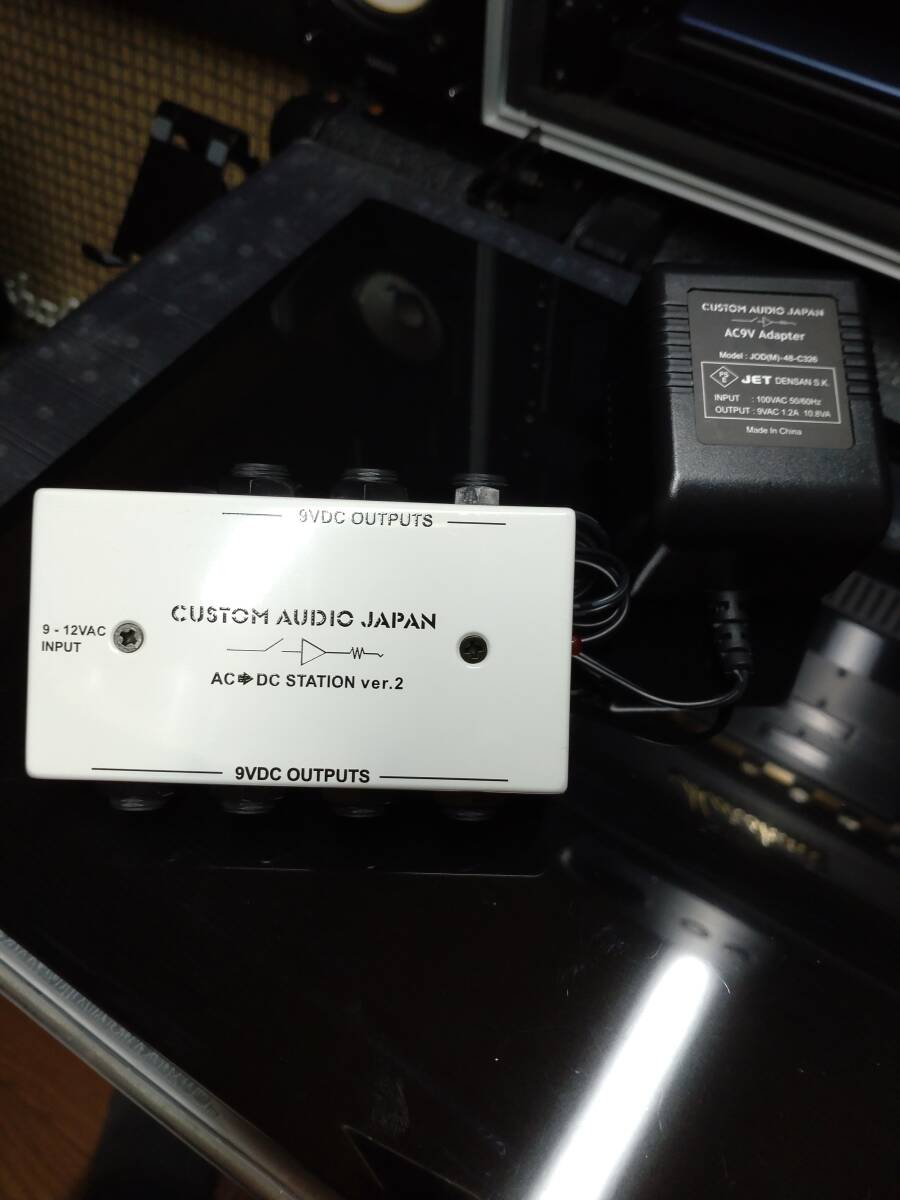 CUSTOM AUDIO JAPAN
AC9V Adapter
Model : JOD(M)-48-C326
PS
E
JET DENSAN S.K.
INPUT : 100VAC 50/60Hz
OUTPUT : 9VAC 1.2A 10.8VA
Made In China
9VDC OUTPUTS
9 - 12VAC
INPUT
CUSTOM AUDIO JAPAN
AC➩DC STATION ver.2
9VDC OUTPUTS